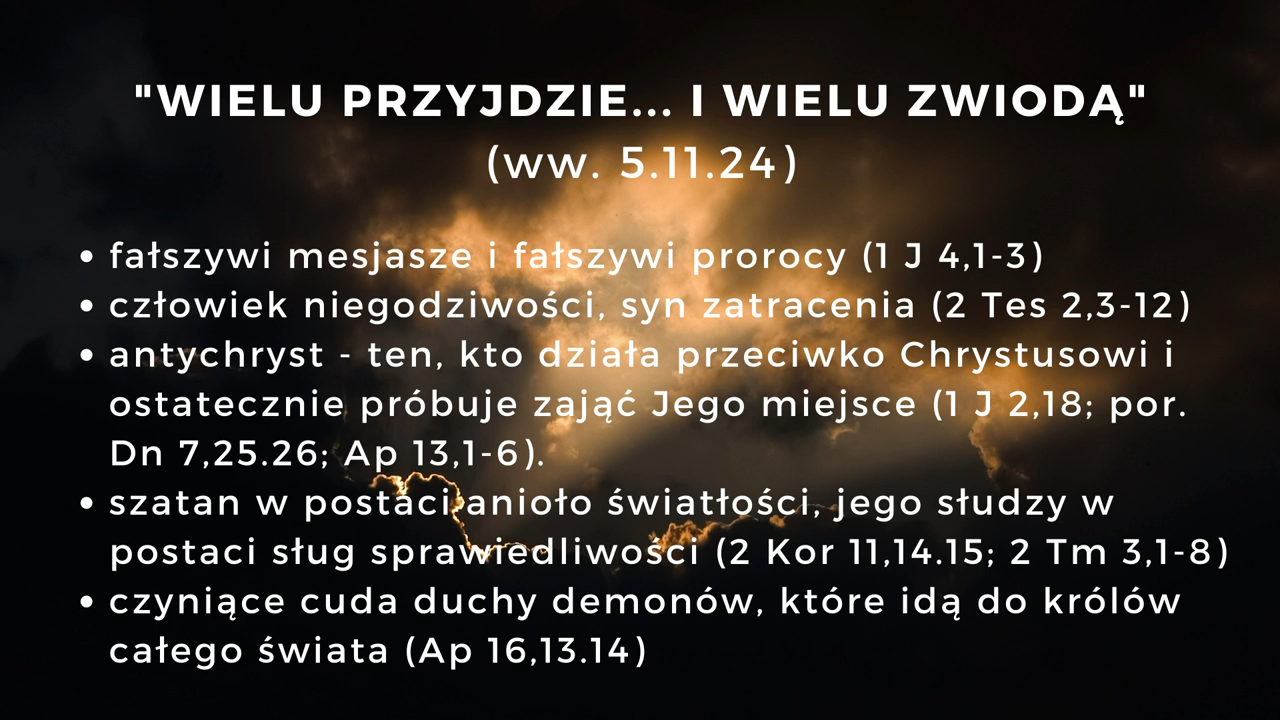 "WIELU PRZYJDZIE... I WIELU ZWIODĄ"
(ww. 5.11.24)
• fałszywi mesjasze i fałszywi prorocy (1 J 4,1-3)
• człowiek niegodziwości, syn zatracenia (2 Tes 2,3-12)
• antychryst - ten, kto działa przeciwko Chrystusowi i
ostatecznie próbuje zająć Jego miejsce (1 J 2,18; por.
Dn 7,25.26; Ap 13,1-6).
• szatan w postaci anioło światłości, jego słudzy w
postaci sług sprawiedliwości (2 Kor 11,14.15; 2 Tm 3,1-8)
• czyniące cuda duchy demonów, które idą do królów
całego świata (Ap 16,13.14)